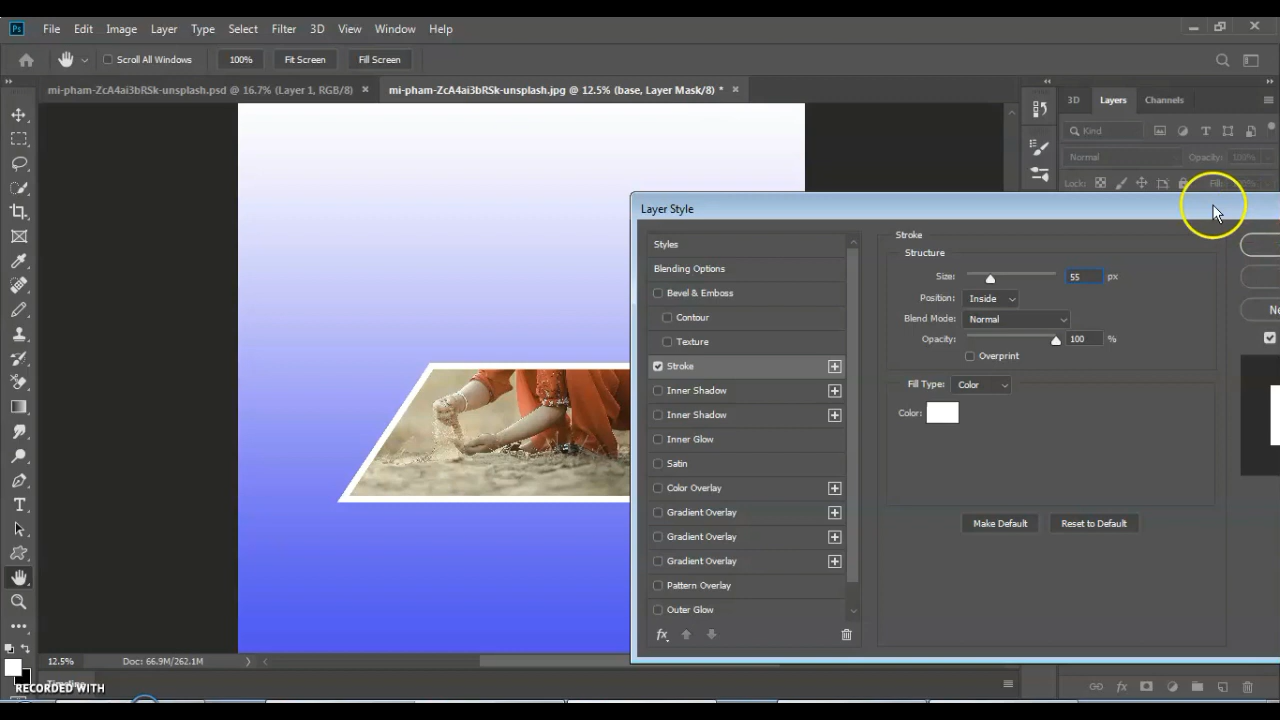 Ps File Edit Image Layer Type Select Filter 3D View Window Help
Scroll All Windows 100% Fit Screen Fill Screen
mi-pham-ZcA4ai3bRSk-unsplash.psd @ 16.7% (Layer 1, RGB/8) × mi-pham-ZcA4ai3bRSk-unsplash.jpg @ 12.5% (base, Layer Mask/8) * ×
3D Layers Channels
Kind
Normal Opacity: 100%
Lock: Fill:
Layer Style
Styles
Blending Options
Bevel & Emboss
Contour
Texture
Stroke
Inner Shadow
Inner Shadow
Inner Glow
Satin
Color Overlay
Gradient Overlay
Gradient Overlay
Gradient Overlay
Pattern Overlay
Outer Glow
fx
Stroke
Structure
Size: 55 px
Position: Inside
Blend Mode: Normal
Opacity: 100 %
Overprint
Fill Type: Color
Color:
Make Default Reset to Default
12.5% Doc: 66.9M/262.1M
RECORDED WITH
fx